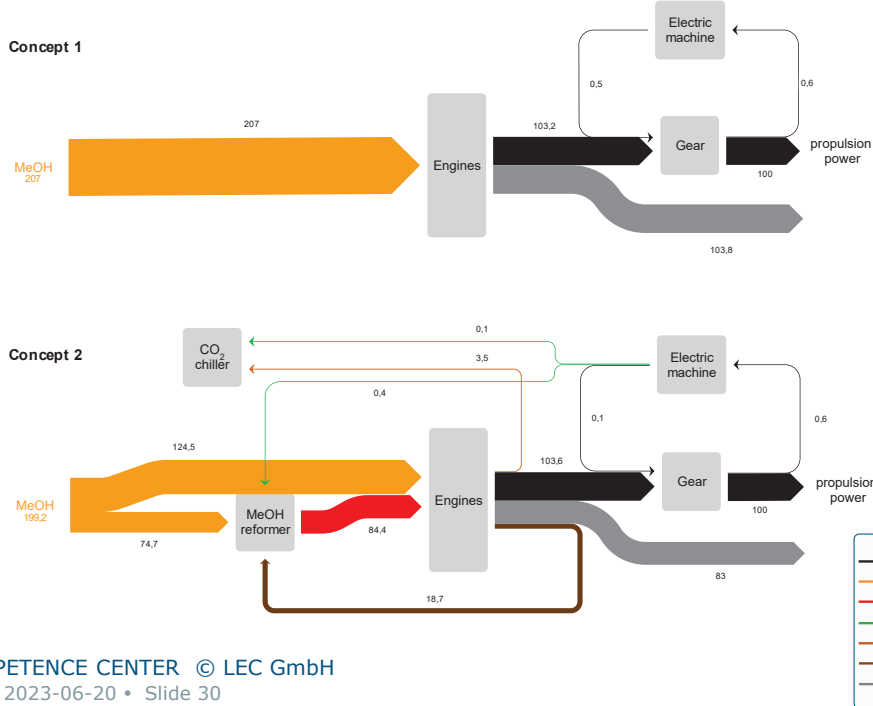 Concept 1
MeOH
207
207
Engines
103,2
0,5
Electric
machine
0,6
Gear
100
propulsion
power
103,8
Concept 2
CO2
chiller
0,1
3,5
0,4
Electric
machine
0,1
0,6
124,5
MeOH
199,2
74,7
MeOH
reformer
84,4
Engines
103,6
Gear
100
propulsion
power
83
18,7
PETENCE CENTER © LEC GmbH
2023-06-20 • Slide 30